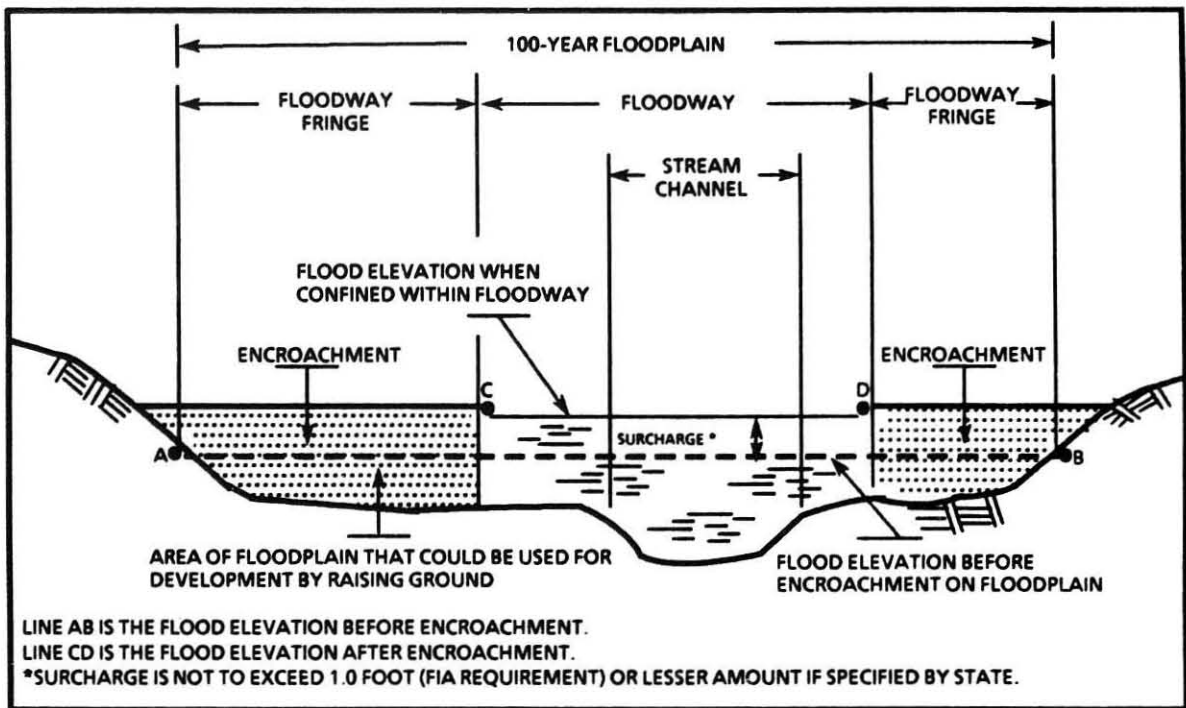 100-YEAR FLOODPLAIN
FLOODWAY
FRINGE
FLOODWAY
FLOODWAY
FRINGE
STREAM
CHANNEL
FLOOD ELEVATION WHEN
CONFINED WITHIN FLOODWAY
ENCROACHMENT
ENCROACHMENT
C
D
SURCHARGE *
A
B
AREA OF FLOODPLAIN THAT COULD BE USED FOR
DEVELOPMENT BY RAISING GROUND
FLOOD ELEVATION BEFORE
ENCROACHMENT ON FLOODPLAIN
LINE AB IS THE FLOOD ELEVATION BEFORE ENCROACHMENT.
LINE CD IS THE FLOOD ELEVATION AFTER ENCROACHMENT.
*SURCHARGE IS NOT TO EXCEED 1.0 FOOT (FIA REQUIREMENT) OR LESSER AMOUNT IF SPECIFIED BY STATE.